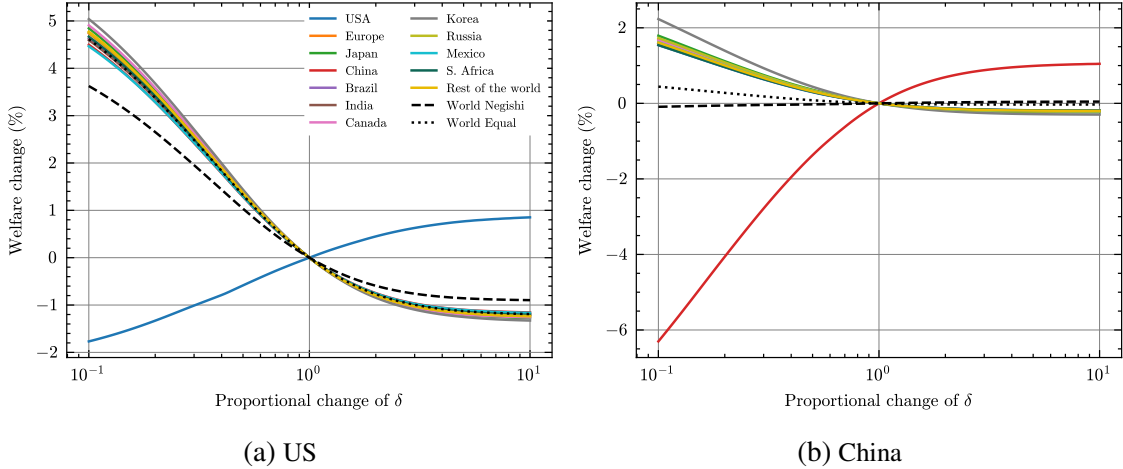 5
4
3
2
1
0
−1
−2
Welfare change (%)
10⁻¹
10⁰
10¹
Proportional change of δ
USA
Europe
Japan
China
Brazil
India
Canada
Korea
Russia
Mexico
S. Africa
Rest of the world
World Negishi
World Equal
(a) US
2
0
−2
−4
−6
Welfare change (%)
10⁻¹
10⁰
10¹
Proportional change of δ
(b) China